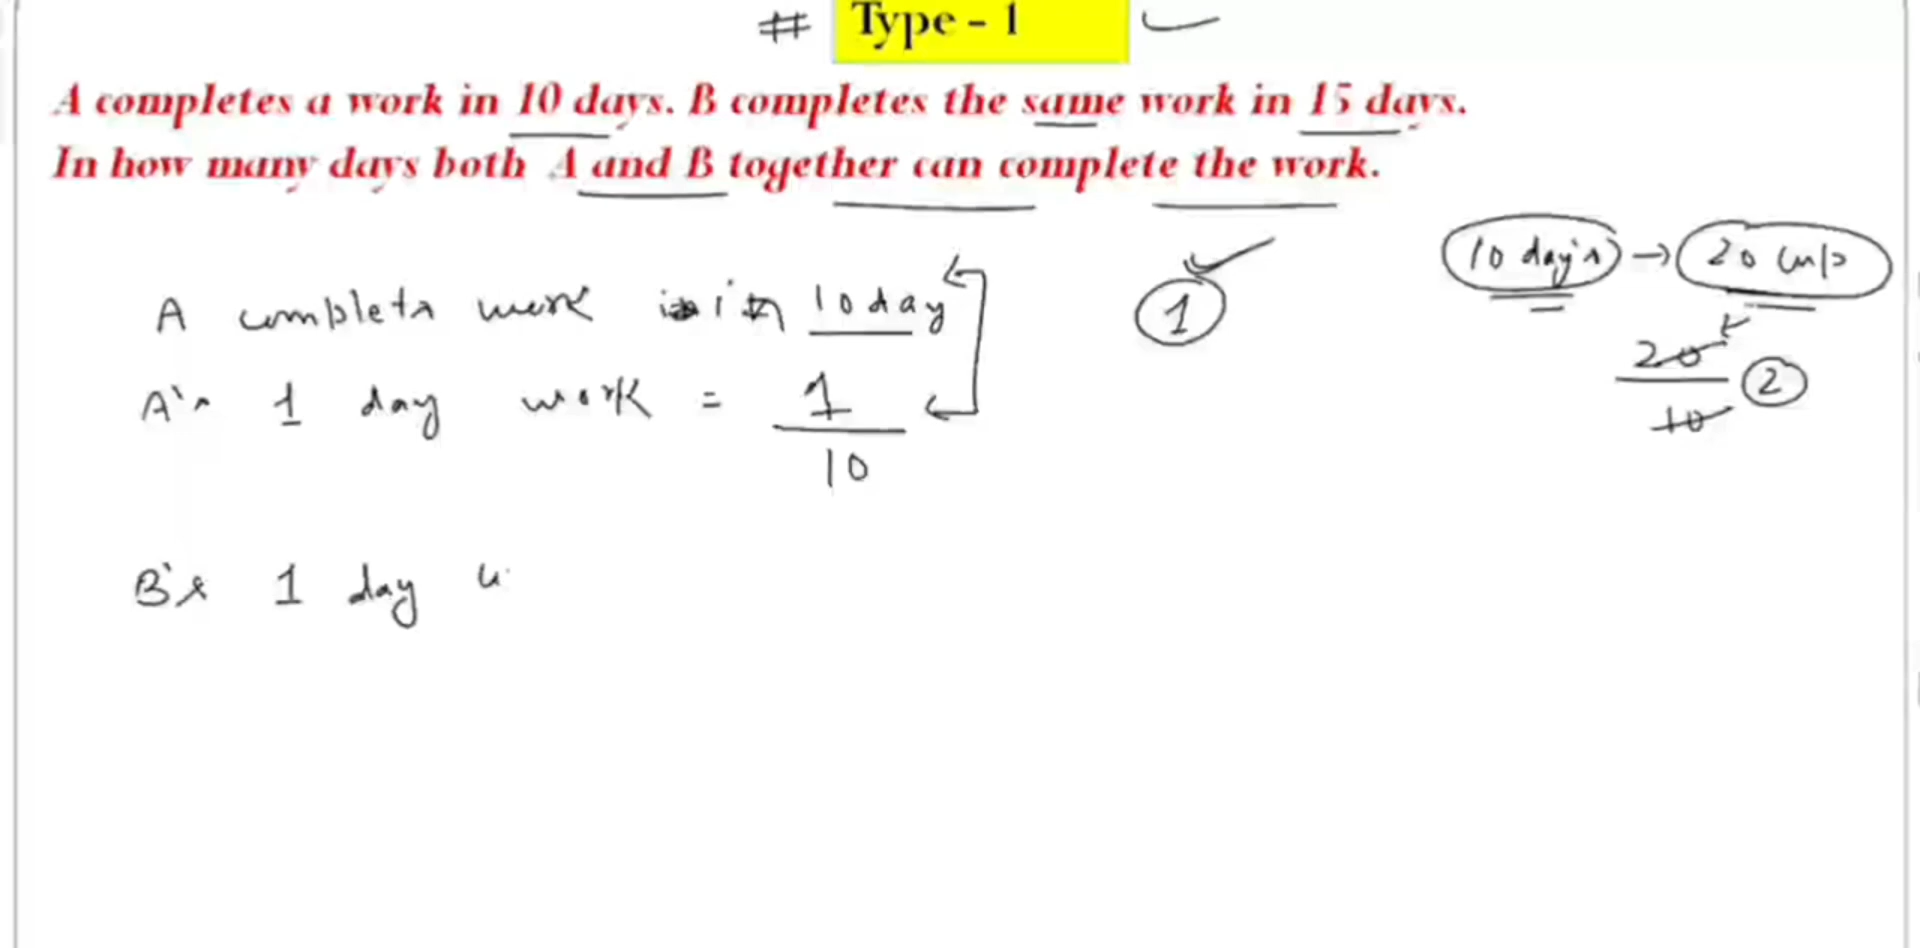 # Type - 1
A completes a work in 10 days. B completes the same work in 15 days.
In how many days both A and B together can complete the work.
10 day's → 20
A work in 10 day
1
A's 1 day work = 1/10
20/10 2
B's 1 day